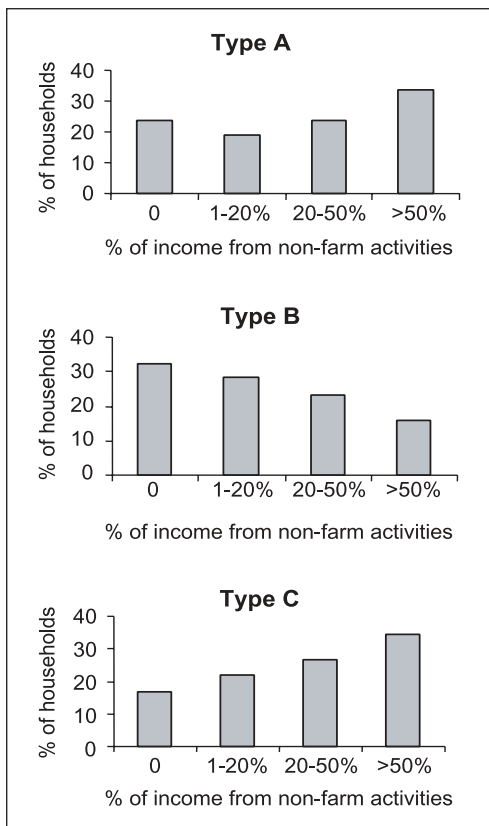 Type A
% of households
40
30
20
10
0
0 1-20% 20-50% >50%
% of income from non-farm activities
Type B
% of households
40
30
20
10
0
0 1-20% 20-50% >50%
% of income from non-farm activities
Type C
% of households
40
30
20
10
0
0 1-20% 20-50% >50%
% of income from non-farm activities